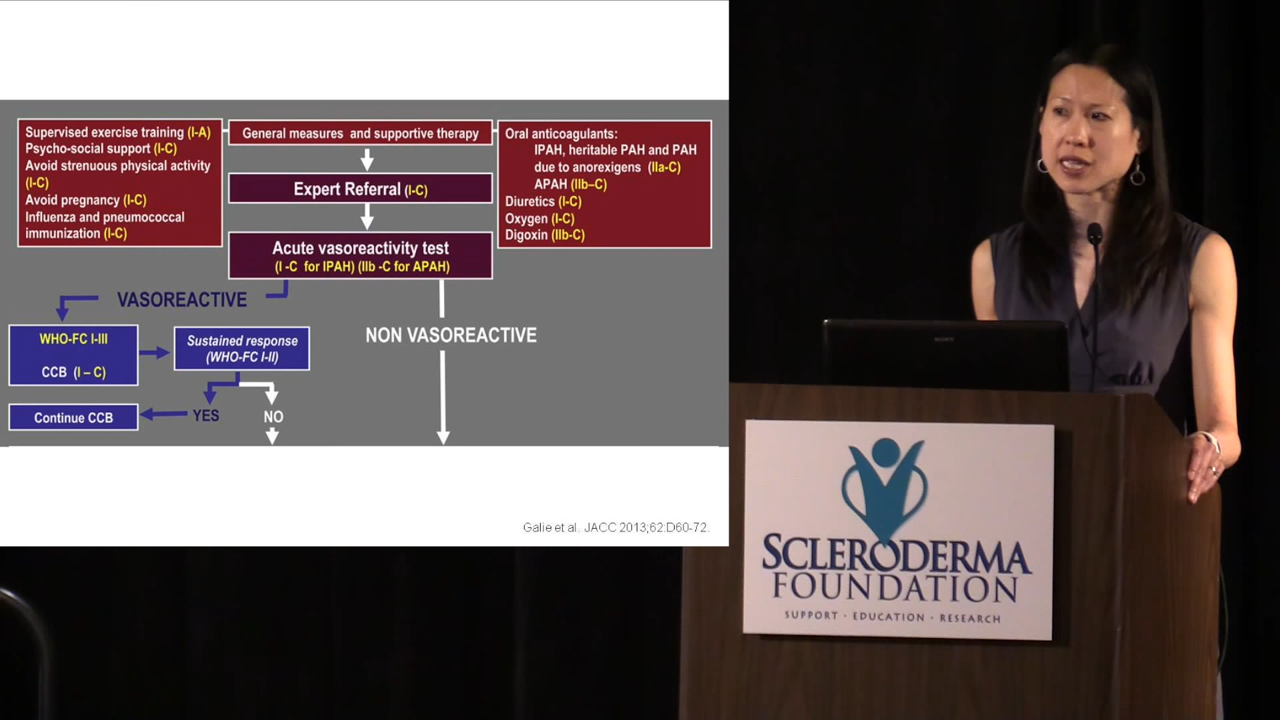 Supervised exercise training (I-A)
Psycho-social support (I-C)
Avoid strenuous physical activity
(I-C)
Avoid pregnancy (I-C)
Influenza and pneumococcal
immunization (I-C)
General measures and supportive therapy
Expert Referral (I-C)
Acute vasoreactivity test
(I -C for IPAH) (IIb -C for APAH)
Oral anticoagulants:
IPAH, heritable PAH and PAH
due to anorexigens (IIa-C)
APAH (IIb–C)
Diuretics (I-C)
Oxygen (I-C)
Digoxin (IIb-C)
VASOREACTIVE
NON VASOREACTIVE
WHO-FC I-III
CCB (I – C)
Sustained response
(WHO-FC I-II)
YES
NO
Continue CCB
Galie et al. JACC 2013;62:D60-72.
SONY
SCLERODERMA
FOUNDATION
SUPPORT · EDUCATION · RESEARCH